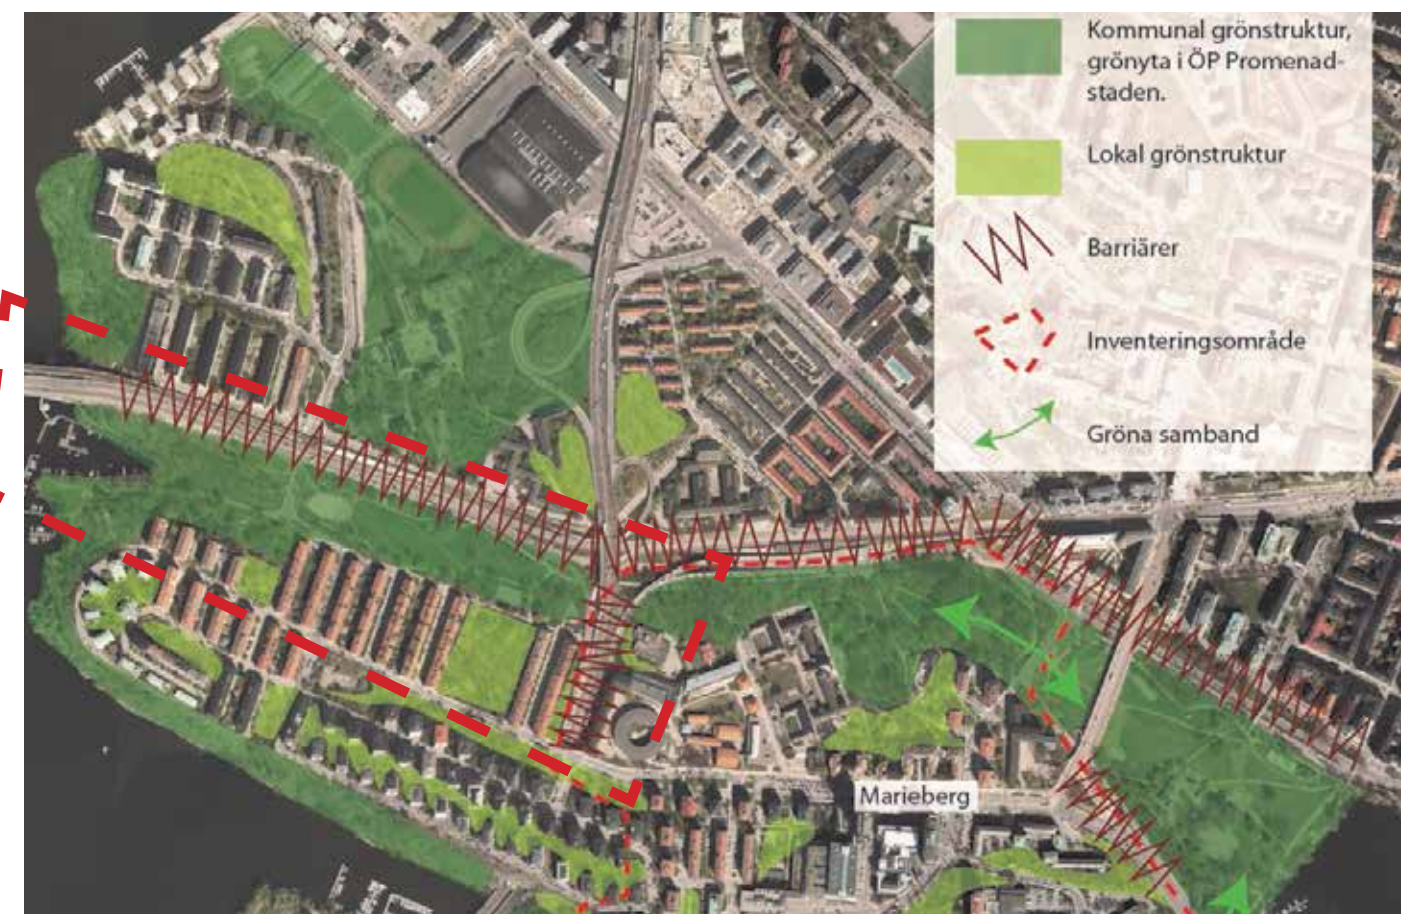 Kommunal grönstruktur,
grönyta i ÖP Promenad-
staden.
Lokal grönstruktur
Barriärer
Inventeringsområde
Gröna samband
Marieberg